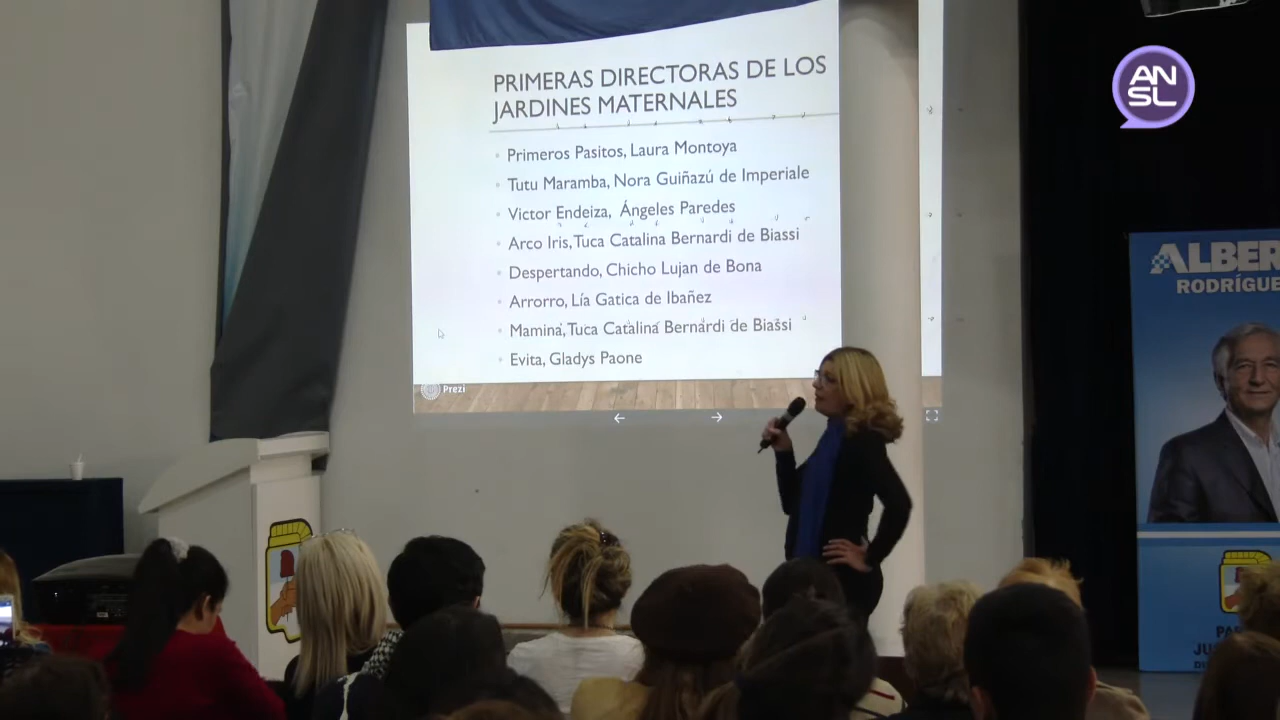 AN
SL
PRIMERAS DIRECTORAS DE LOS
JARDINES MATERNALES
Primeros Pasitos, Laura Montoya
Tutu Maramba, Nora Guiñazú de Imperiale
Victor Endeiza, Ángeles Paredes
Arco Iris, Tuca Catalina Bernardi de Biassi
Despertando, Chicho Lujan de Bona
Arrorro, Lía Gatica de Ibañez
Mamina, Tuca Catalina Bernardi de Biassi
Evita, Gladys Paone
Prezi
ALBER
RODRÍGUE